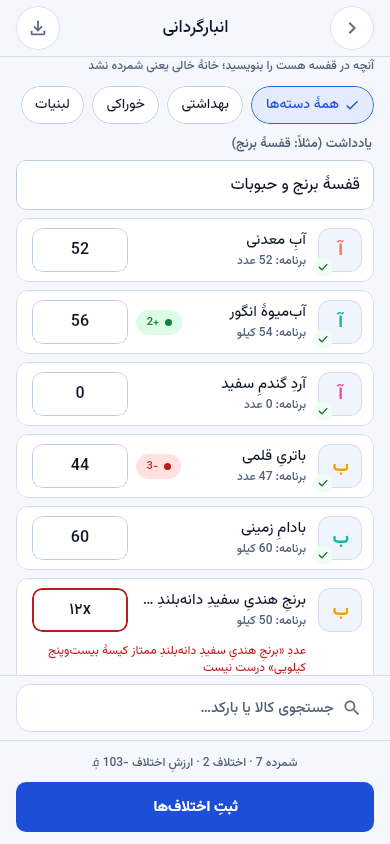 انبارگردانی
آنچه در قفسه هست را بنویسید؛ خانهٔ خالی یعنی شمرده نشد
همهٔ دسته‌ها
بهداشتی
خوراکی
لبنیات
یادداشت (مثلاً: قفسهٔ برنج)
قفسهٔ برنج و حبوبات
آ
آبِ معدنی
برنامه: 52 عدد
52
آ
آب‌میوهٔ انگور
برنامه: 54 کیلو
+2
56
آ
آردِ گندمِ سفید
برنامه: 0 عدد
0
ب
باتریِ قلمی
برنامه: 47 عدد
-3
44
ب
بادامِ زمینی
برنامه: 60 کیلو
60
ب
برنجِ هندیِ سفیدِ دانه‌بلندِ ...
برنامه: 50 کیلو
۱۲x
عددِ «برنجِ هندیِ سفیدِ دانه‌بلندِ ممتاز کیسهٔ بیست‌وپنج
کیلویی» درست نیست
جستجوی کالا یا بارکد...
شمرده 7 · اختلاف 2 · ارزشِ اختلاف -103
ثبتِ اختلاف‌ها